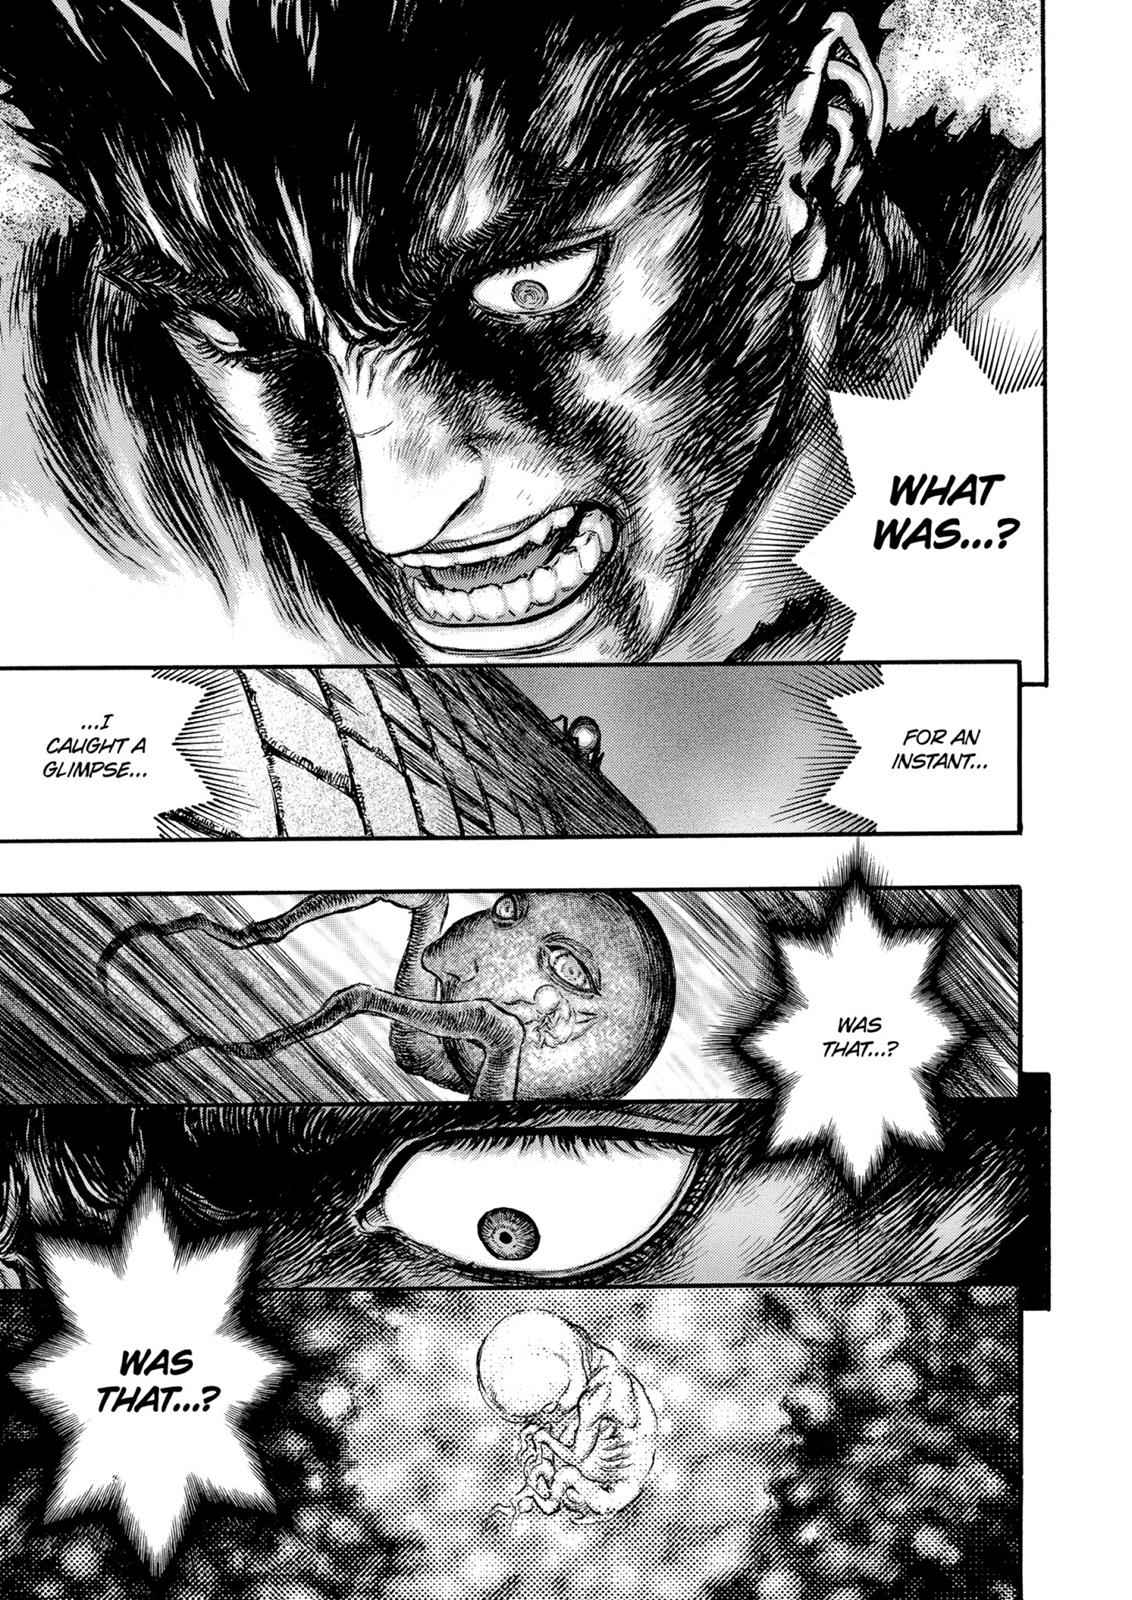 WHAT
WAS...?
FOR AN
INSTANT...
...I
CAUGHT A
GLIMPSE...
WAS
THAT...?
WAS
THAT...?